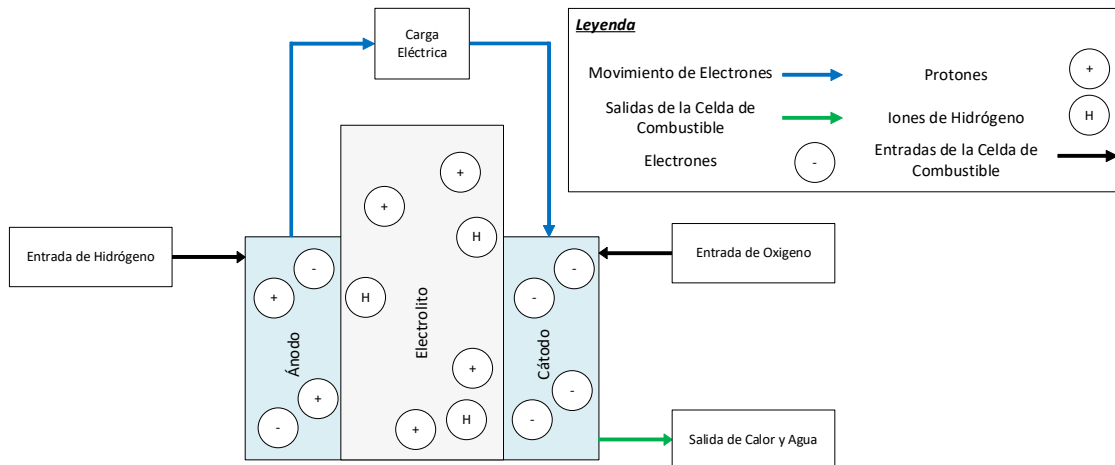 Carga
Eléctrica
Leyenda
Movimiento de Electrones
Protones
+
Salidas de la Celda de
Combustible
Iones de Hidrógeno
H
Electrones
-
Entradas de la Celda de
Combustible
Entrada de Hidrógeno
Entrada de Oxigeno
Ánodo
-
+
+
-
Electrolito
+
+
H
H
+
H
+
Cátodo
-
-
-
-
Salida de Calor y Agua